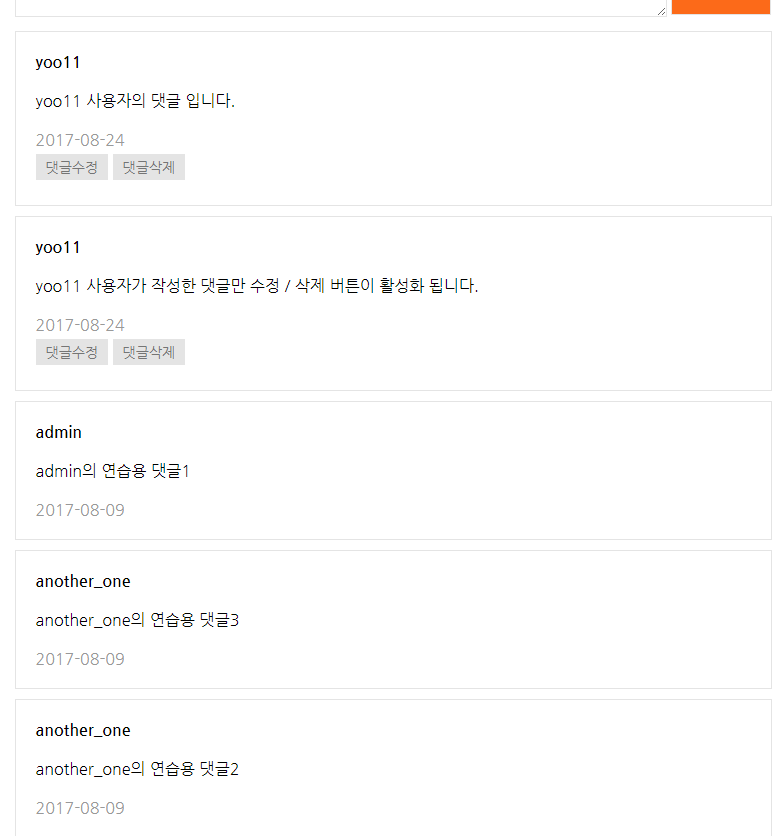 yoo11
yoo11 사용자의 댓글 입니다.
2017-08-24
댓글수정 댓글삭제
yoo11
yoo11 사용자가 작성한 댓글만 수정 / 삭제 버튼이 활성화 됩니다.
2017-08-24
댓글수정 댓글삭제
admin
admin의 연습용 댓글1
2017-08-09
another_one
another_one의 연습용 댓글3
2017-08-09
another_one
another_one의 연습용 댓글2
2017-08-09